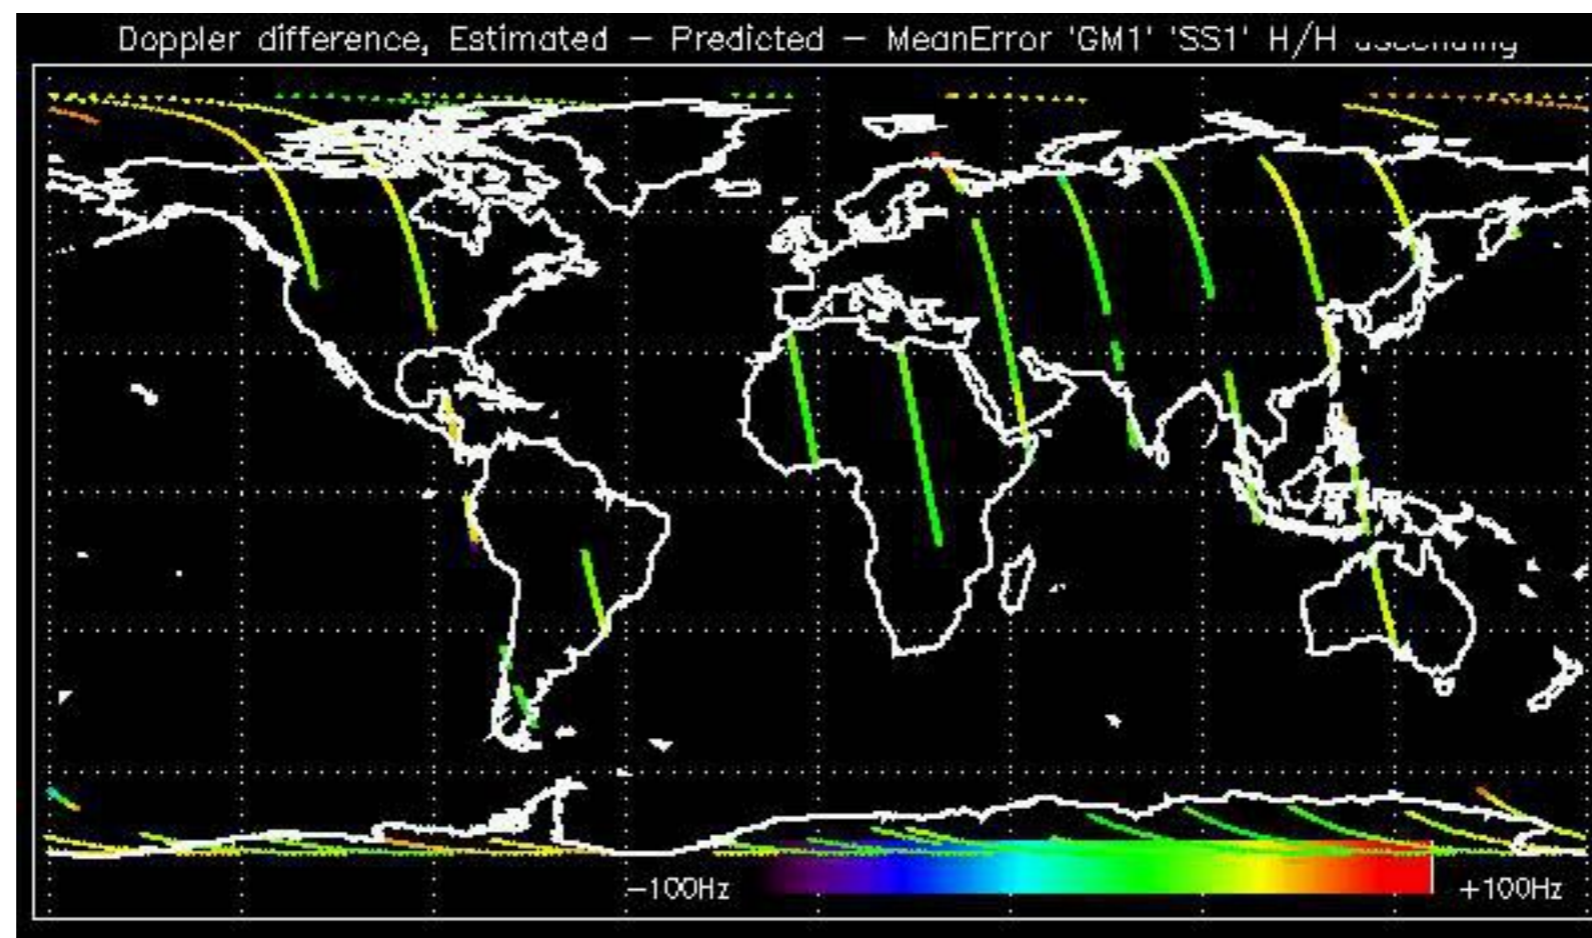 Doppler difference, Estimated − Predicted − MeanError 'GM1' 'SS1' H/H
−100Hz
+100Hz